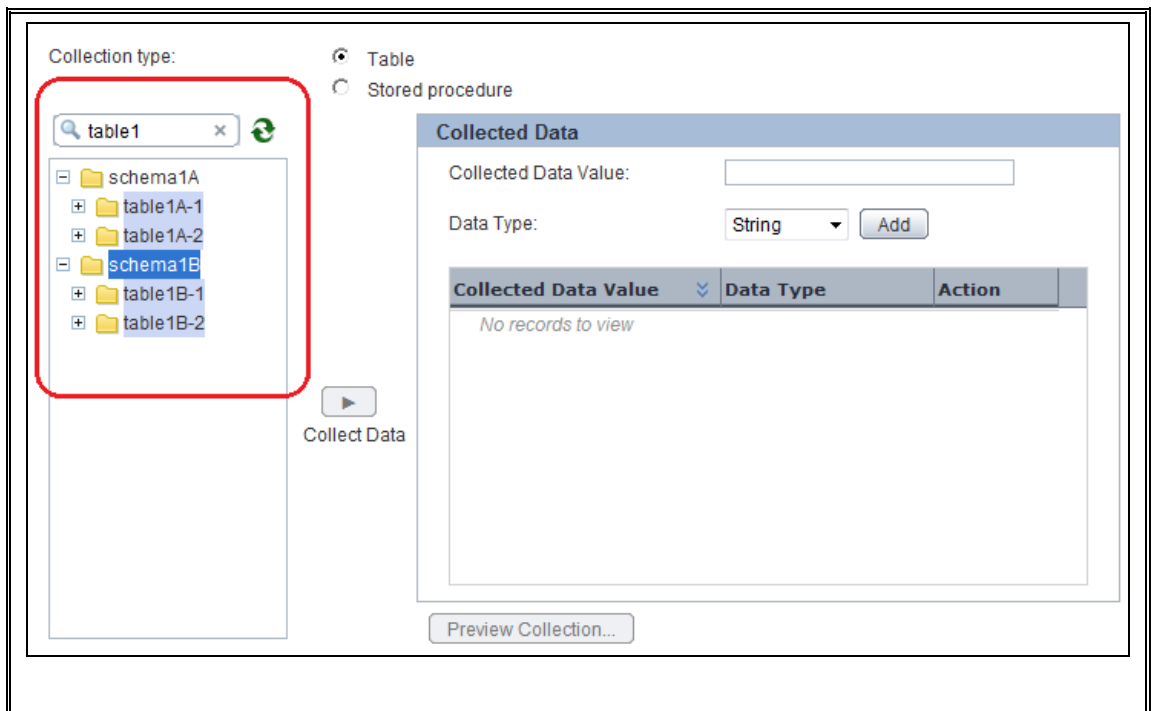 Collection type:
Table
Stored procedure
table1
schema1A
table1A-1
table1A-2
schema1B
table1B-1
table1B-2
Collect Data
Collected Data
Collected Data Value:
Data Type: String Add
Collected Data Value Data Type Action
No records to view
Preview Collection...